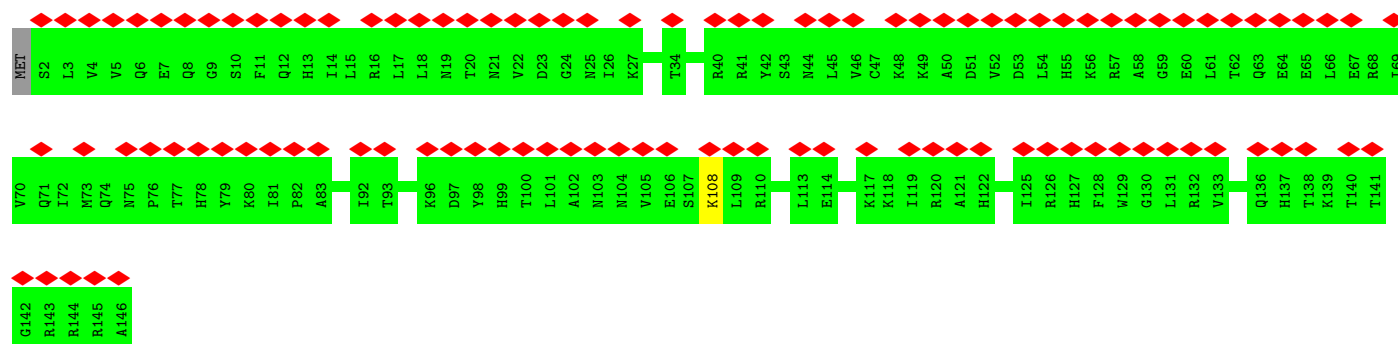 MET S2 L3 V4 V5 Q6 E7 Q8 G9 S10 F11 Q12 H13 I14 L15 R16 L17 L18 N19 T20 N21 V22 D23 G24 N25 I26 K27 T34 R40 R41 Y42 S43 N44 L45 V46 C47 K48 K49 A50 D51 V52 D53 L54 H55 K56 R57 A58 G59 E60 L61 T62 Q63 E64 E65 L66 E67 R68 I69
V70 Q71 I72 M73 Q74 N75 P76 T77 H78 Y79 K80 I81 P82 A83 I92 T93 K96 D97 Y98 H99 T100 L101 A102 N103 N104 V105 E106 S107 K108 L109 R110 L113 E114 K117 K118 I119 R120 A121 H122 I125 R126 H127 F128 W129 G130 L131 R132 V133 Q136 H137 T138 K139 T140 T141
G142 R143 R144 R145 A146